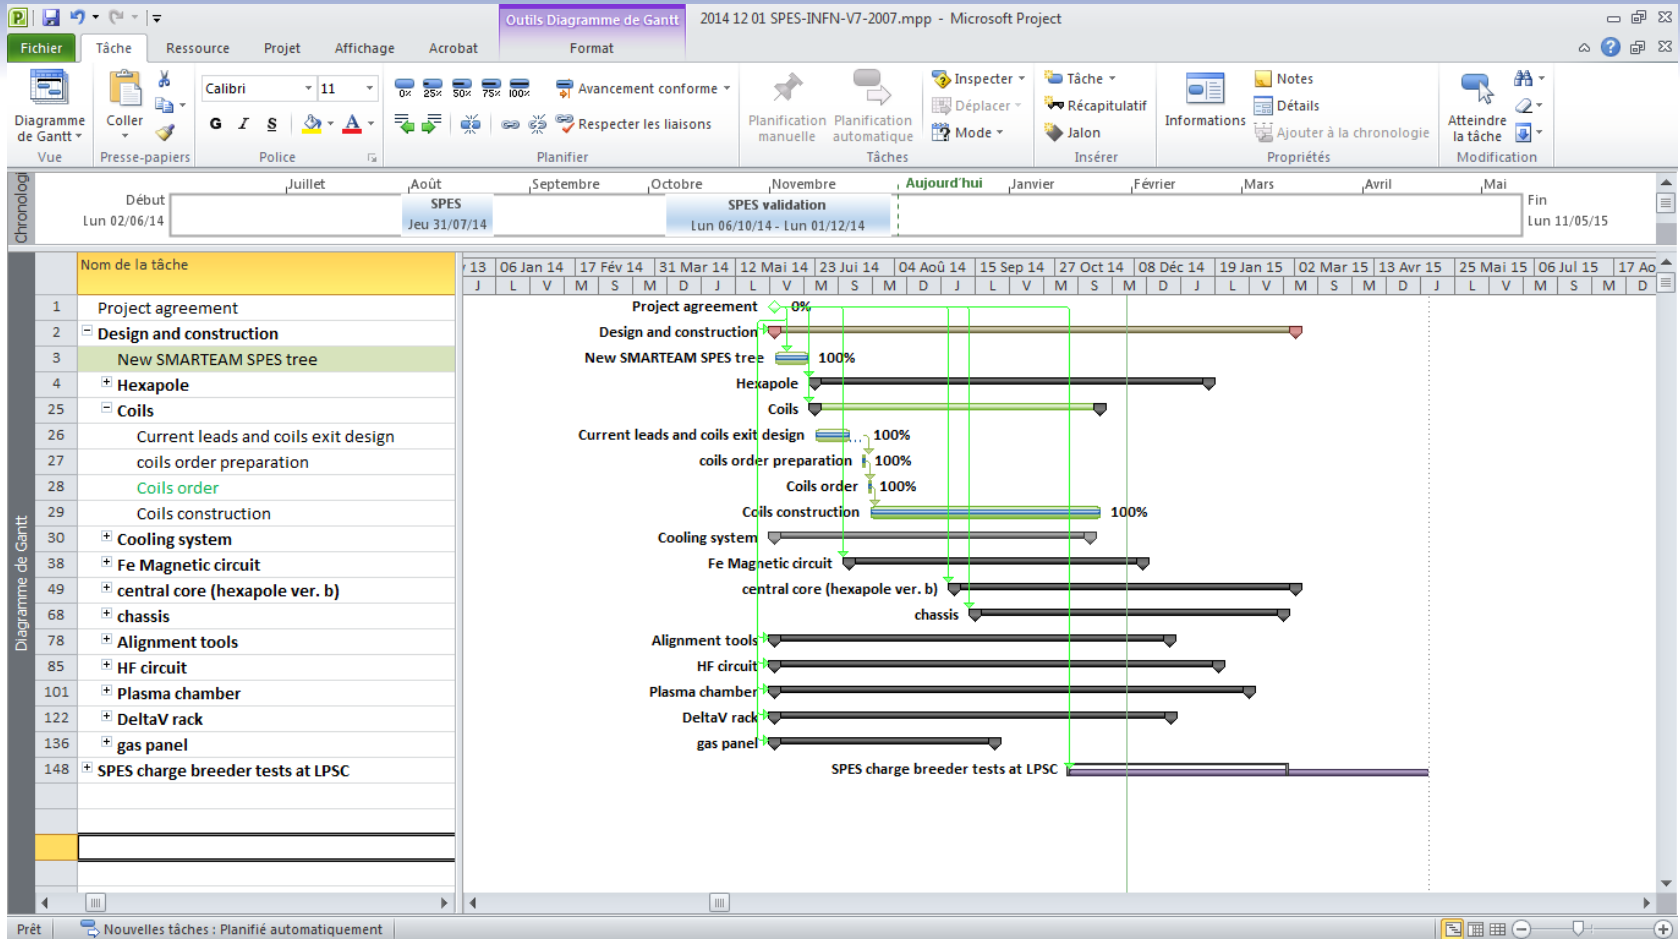 Outils Diagramme de Gantt
2014 12 01 SPES-INFN-V7-2007.mpp - Microsoft Project
Fichier Tâche Ressource Projet Affichage Acrobat Format
Diagramme de Gantt
Vue
Coller
Presse-papiers
Calibri 11
G I S A
Police
0% 25% 50% 75% 100%
Avancement conforme
Respecter les liaisons
Planifier
Planification manuelle
Planification automatique
Inspecter
Déplacer
Mode
Tâches
Tâche
Récapitulatif
Jalon
Insérer
Informations
Notes
Détails
Ajouter à la chronologie
Propriétés
Atteindre la tâche
Modification
Chronologi
Juillet Août Septembre Octobre Novembre Aujourd'hui Janvier Février Mars Avril Mai
Début
Lun 02/06/14
SPES
Jeu 31/07/14
SPES validation
Lun 06/10/14 - Lun 01/12/14
Fin
Lun 11/05/15
Nom de la tâche
13 06 Jan 14 17 Fév 14 31 Mar 14 12 Mai 14 23 Jui 14 04 Aoû 14 15 Sep 14 27 Oct 14 08 Déc 14 19 Jan 15 02 Mar 15 13 Avr 15 25 Mai 15 06 Jul 15 17 Ao
J L V M S M D J L V M S M D J L V M S M D J L V M S M D J L V M S M D
1 Project agreement
2 Design and construction
3 New SMARTEAM SPES tree
4 Hexapole
25 Coils
26 Current leads and coils exit design
27 coils order preparation
28 Coils order
29 Coils construction
30 Cooling system
38 Fe Magnetic circuit
49 central core (hexapole ver. b)
68 chassis
78 Alignment tools
85 HF circuit
101 Plasma chamber
122 DeltaV rack
136 gas panel
148 SPES charge breeder tests at LPSC
Project agreement 0%
Design and construction
New SMARTEAM SPES tree 100%
Hexapole
Coils
Current leads and coils exit design 100%
coils order preparation 100%
Coils order 100%
Coils construction 100%
Cooling system
Fe Magnetic circuit
central core (hexapole ver. b)
chassis
Alignment tools
HF circuit
Plasma chamber
DeltaV rack
gas panel
SPES charge breeder tests at LPSC
Diagramme de Gantt
Prêt Nouvelles tâches : Planifié automatiquement